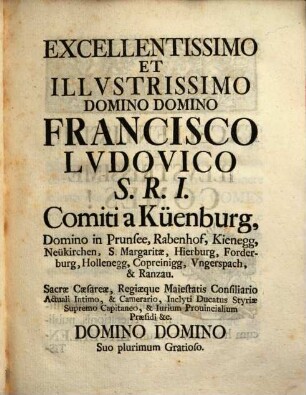 EXCELLENTISSIMO
ET
ILLVSTRISSIMO
DOMINO DOMINO
FRANCISCO
LVDOVICO
S. R. I.
Comiti a Küenburg,
Domino in Prunsee, Rabenhof, Kienegg,
Neükirchen, S. Margaritæ, Hierburg, Forder-
burg, Hollenegg, Copreinigg, Vngerspach,
& Ranzau.
Sacræ Cæsareæ, Regiæque Maiestatis Consiliario
Actuali Intimo, & Camerario, Inclyti Ducatus Styriæ
Supremo Capitaneo, & Iurium Prouincialium
Præsidi &c.
DOMINO DOMINO
Suo plurimum Gratioso.